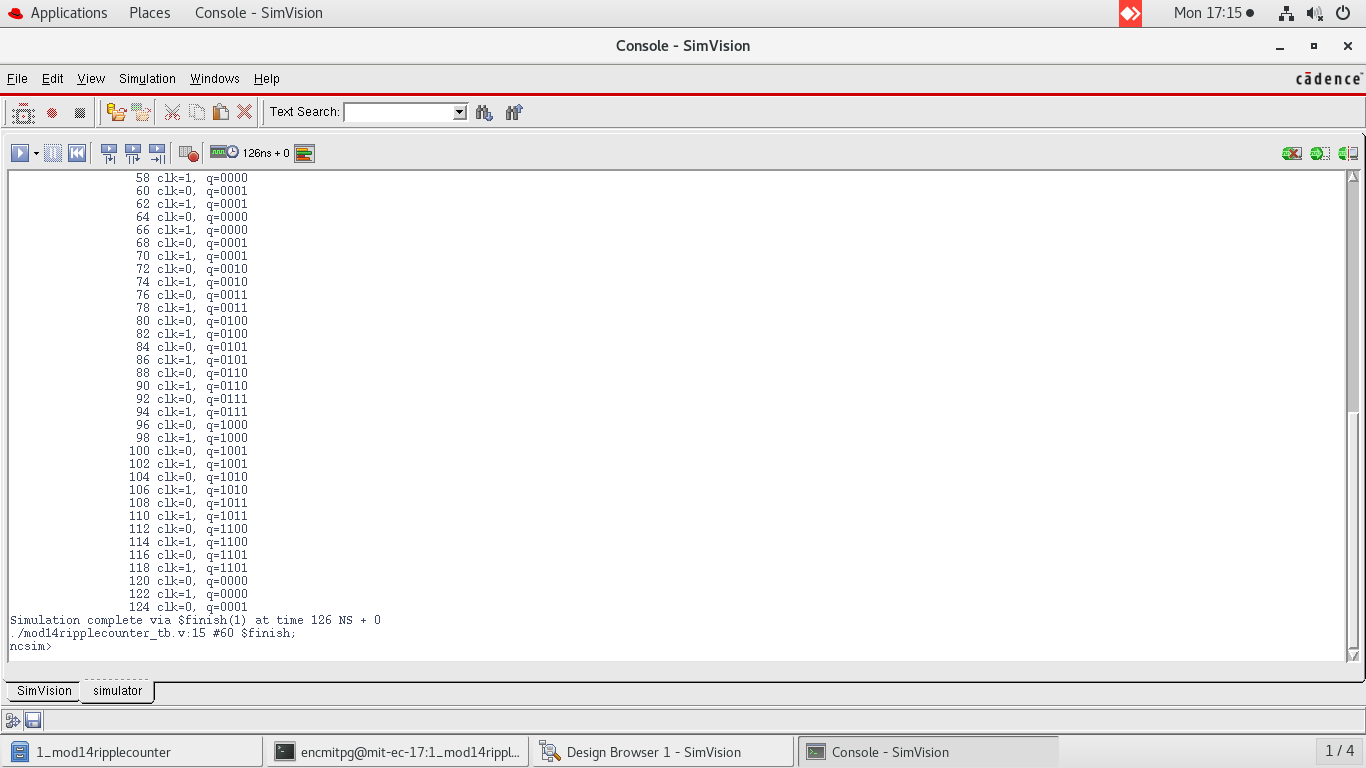 Applications Places Console - SimVision Mon 17:15
Console - SimVision
File Edit View Simulation Windows Help cādence
Text Search:
126ns + 0
58 clk=1, q=0000
60 clk=0, q=0001
62 clk=1, q=0001
64 clk=0, q=0000
66 clk=1, q=0000
68 clk=0, q=0001
70 clk=1, q=0001
72 clk=0, q=0010
74 clk=1, q=0010
76 clk=0, q=0011
78 clk=1, q=0011
80 clk=0, q=0100
82 clk=1, q=0100
84 clk=0, q=0101
86 clk=1, q=0101
88 clk=0, q=0110
90 clk=1, q=0110
92 clk=0, q=0111
94 clk=1, q=0111
96 clk=0, q=1000
98 clk=1, q=1000
100 clk=0, q=1001
102 clk=1, q=1001
104 clk=0, q=1010
106 clk=1, q=1010
108 clk=0, q=1011
110 clk=1, q=1011
112 clk=0, q=1100
114 clk=1, q=1100
116 clk=0, q=1101
118 clk=1, q=1101
120 clk=0, q=0000
122 clk=1, q=0000
124 clk=0, q=0001
Simulation complete via $finish(1) at time 126 NS + 0
./mod14ripplecounter_tb.v:15 #60 $finish;
ncsim>
SimVision simulator
1_mod14ripplecounter encmitpg@mit-ec-17:1_mod14rippl... Design Browser 1 - SimVision Console - SimVision 1 / 4